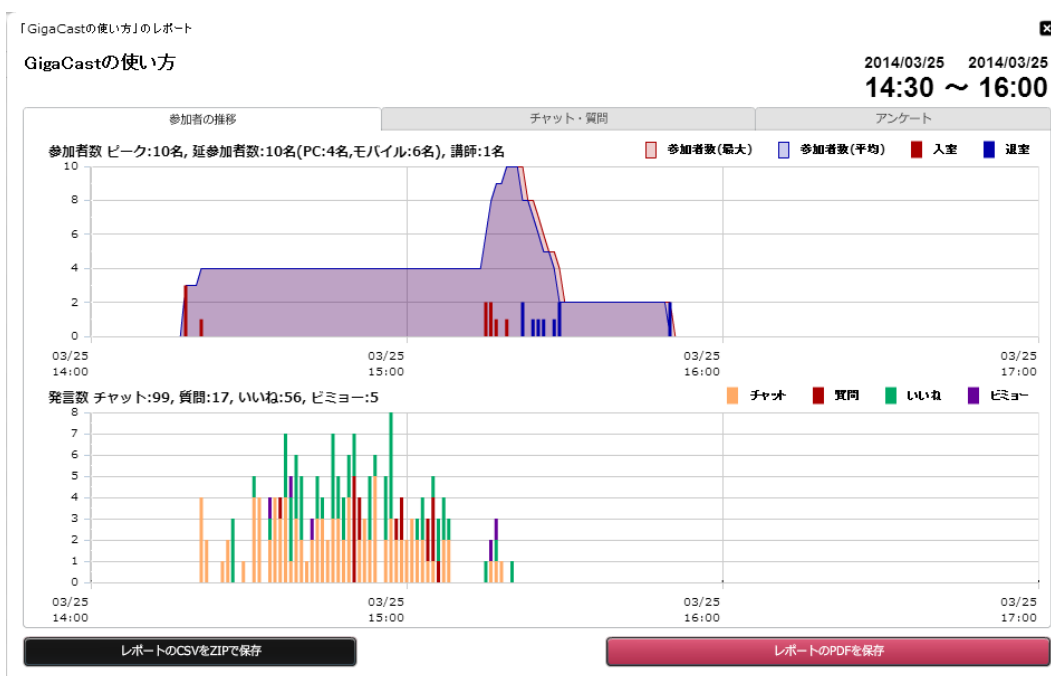 「GigaCastの使い方」のレポート
GigaCastの使い方
2014/03/25 2014/03/25
14:30 ～ 16:00
参加者の推移 チャット・質問 アンケート
参加者数 ピーク:10名, 延参加者数:10名(PC:4名,モバイル:6名), 講師:1名
参加者数(最大) 参加者数(平均) 入室 退室
10
8
6
4
2
0
03/25 03/25 03/25 03/25
14:00 15:00 16:00 17:00
発言数 チャット:99, 質問:17, いいね:56, ビミョー:5
チャット 質問 いいね ビミョー
8
7
6
5
4
3
2
1
0
03/25 03/25 03/25 03/25
14:00 15:00 16:00 17:00
レポートのCSVをZIPで保存 レポートのPDFを保存